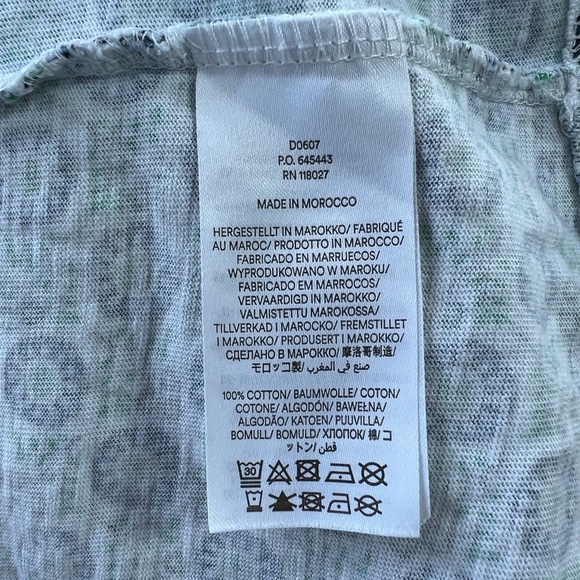 D0607
P.O. 645443
RN 118027
MADE IN MOROCCO
HERGESTELLT IN MAROKKO/ FABRIQUÉ
AU MAROC/ PRODOTTO IN MAROCCO/
FABRICADO EN MARRUECOS/
WYPRODUKOWANO W MAROKU/
FABRICADO EM MARROCOS/
VERVAARDIGD IN MAROKKO/
VALMISTETTU MAROKOSSA/
TILLVERKAD I MAROCKO/ FREMSTILLET
I MAROKKO/ PRODUSERT I MAROKKO/
СДЕЛАНО В МАРОККО/ 摩洛哥制造/
モロッコ製/ صنع في المغرب
100% COTTON/ BAUMWOLLE/ COTON/
COTONE/ ALGODÓN/ BAWEŁNA/
ALGODÃO/ KATOEN/ PUUVILLA/
BOMULL/ BOMULD/ ХЛОПОК/ 棉/ コ
ットン/ قطن
30